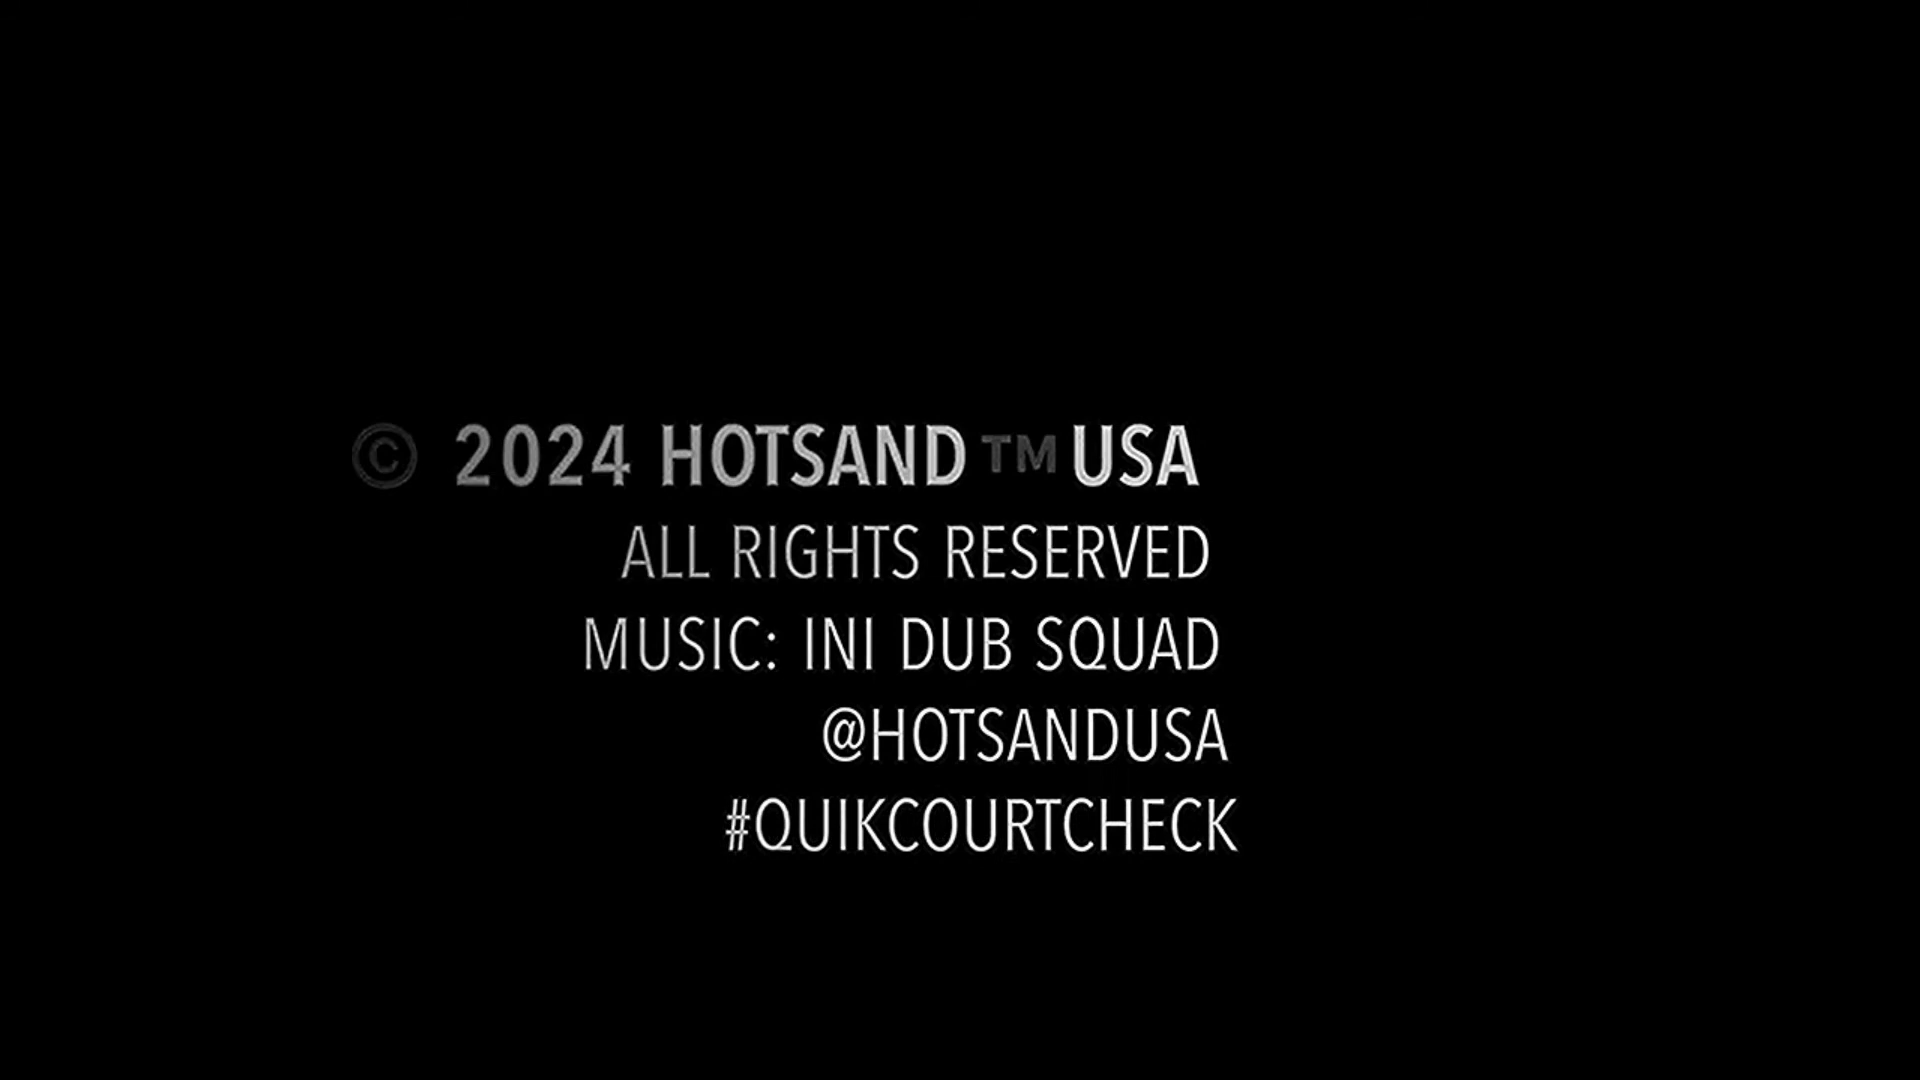 © 2024 HOTSAND™ USA
ALL RIGHTS RESERVED
MUSIC: INI DUB SQUAD
@HOTSANDUSA
#QUIKCOURTCHECK